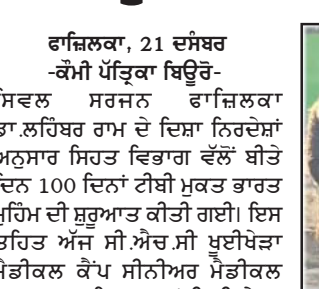 ਫਾਜ਼ਿਲਕਾ, 21 ਦਸੰਬਰ
-ਕੌਮੀ ਪੱਤ੍ਰਿਕਾ ਬਿਊਰੋ-
ਸਿਵਲ ਸਰਜਨ ਫਾਜ਼ਿਲਕਾ
ਡਾ.ਲਹਿੰਬਰ ਰਾਮ ਦੇ ਦਿਸ਼ਾ ਨਿਰਦੇਸ਼ਾਂ
ਅਨੁਸਾਰ ਸਿਹਤ ਵਿਭਾਗ ਵੱਲੋਂ ਬੀਤੇ
ਦਿਨ 100 ਦਿਨਾਂ ਟੀਬੀ ਮੁਕਤ ਭਾਰਤ
ਮੁਹਿੰਮ ਦੀ ਸ਼ੁਰੂਆਤ ਕੀਤੀ ਗਈ। ਇਸ
ਤਹਿਤ ਅੱਜ ਸੀ.ਐਚ.ਸੀ ਖੂਈਖੇੜਾ
ਮੈਡੀਕਲ ਕੈਂਪ ਸੀਨੀਅਰ ਮੈਡੀਕਲ